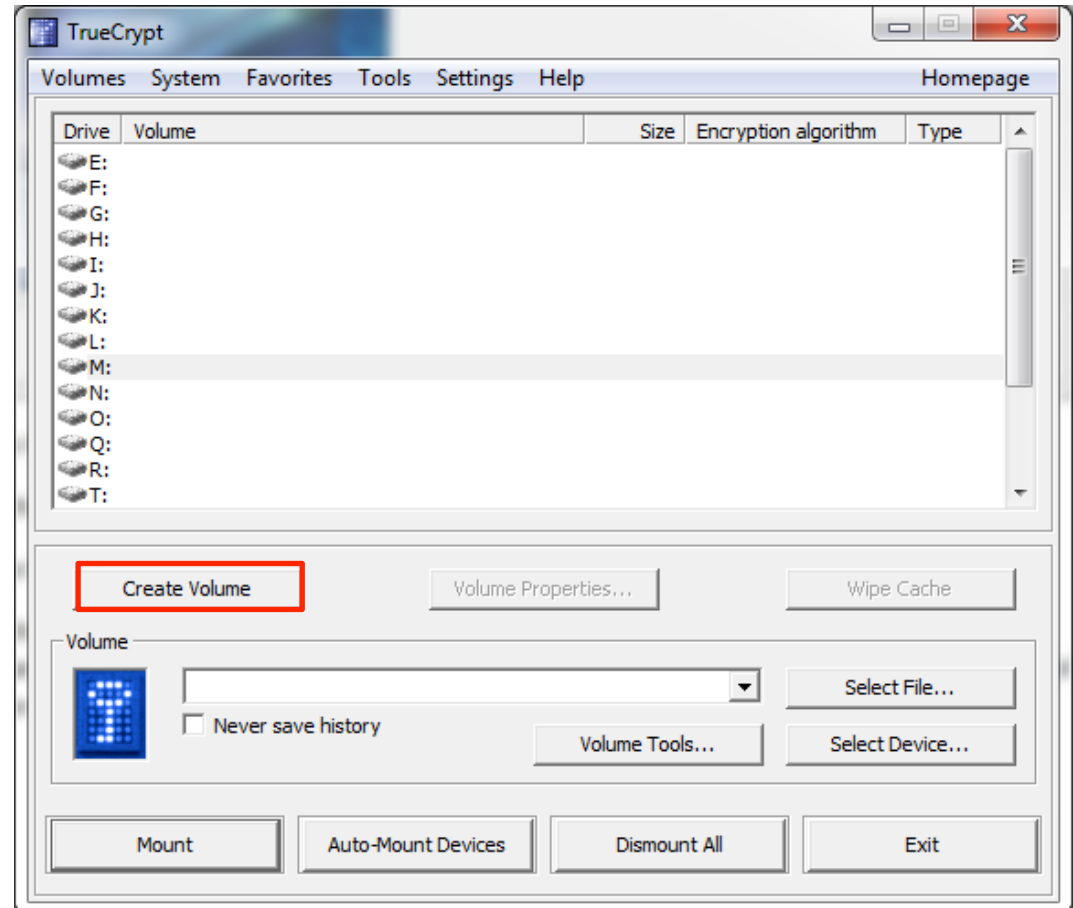 TrueCrypt
Volumes System Favorites Tools Settings Help Homepage
Drive Volume Size Encryption algorithm Type
E:
F:
G:
H:
I:
J:
K:
L:
M:
N:
O:
Q:
R:
T:
Create Volume Volume Properties... Wipe Cache
Volume
Select File...
Never save history
Volume Tools... Select Device...
Mount Auto-Mount Devices Dismount All Exit